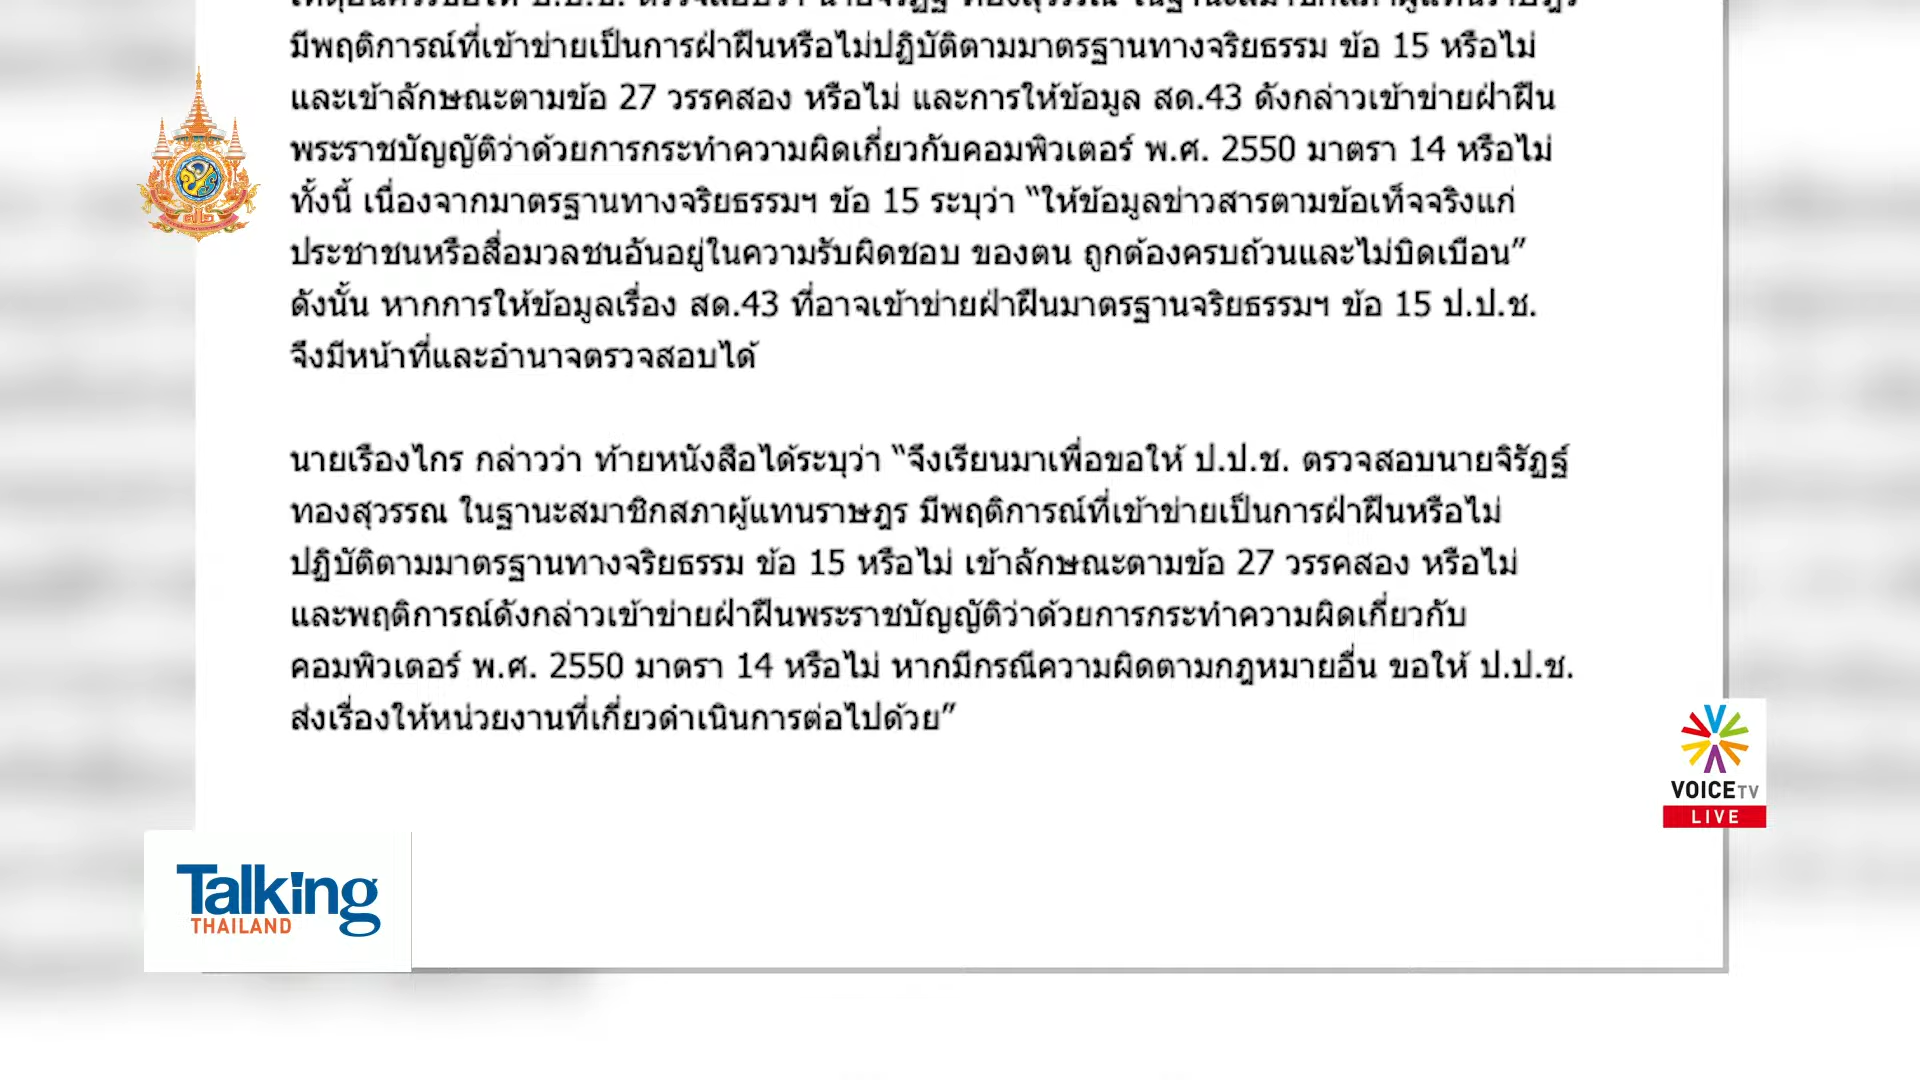 มีพฤติการณ์ที่เข้าข่ายเป็นการฝ่าฝืนหรือไม่ปฏิบัติตามมาตรฐานทางจริยธรรม ข้อ 15 หรือไม่
และเข้าลักษณะตามข้อ 27 วรรคสอง หรือไม่ และการให้ข้อมูล สด.43 ดังกล่าวเข้าข่ายฝ่าฝืน
พระราชบัญญัติว่าด้วยการกระทำความผิดเกี่ยวกับคอมพิวเตอร์ พ.ศ. 2550 มาตรา 14 หรือไม่
ทั้งนี้ เนื่องจากมาตรฐานทางจริยธรรมฯ ข้อ 15 ระบุว่า “ให้ข้อมูลข่าวสารตามข้อเท็จจริงแก่
ประชาชนหรือสื่อมวลชนอันอยู่ในความรับผิดชอบ ของตน ถูกต้องครบถ้วนและไม่บิดเบือน”
ดังนั้น หากการให้ข้อมูลเรื่อง สด.43 ที่อาจเข้าข่ายฝ่าฝืนมาตรฐานจริยธรรมฯ ข้อ 15 ป.ป.ช.
จึงมีหน้าที่และอำนาจตรวจสอบได้
นายเรืองไกร กล่าวว่า ท้ายหนังสือได้ระบุว่า “จึงเรียนมาเพื่อขอให้ ป.ป.ช. ตรวจสอบนายจิรัฏฐ์
ทองสุวรรณ ในฐานะสมาชิกสภาผู้แทนราษฎร มีพฤติการณ์ที่เข้าข่ายเป็นการฝ่าฝืนหรือไม่
ปฏิบัติตามมาตรฐานทางจริยธรรม ข้อ 15 หรือไม่ เข้าลักษณะตามข้อ 27 วรรคสอง หรือไม่
และพฤติการณ์ดังกล่าวเข้าข่ายฝ่าฝืนพระราชบัญญัติว่าด้วยการกระทำความผิดเกี่ยวกับ
คอมพิวเตอร์ พ.ศ. 2550 มาตรา 14 หรือไม่ หากมีกรณีความผิดตามกฎหมายอื่น ขอให้ ป.ป.ช.
ส่งเรื่องให้หน่วยงานที่เกี่ยวดำเนินการต่อไปด้วย”
VOICE TV
LIVE
Talking
THAILAND